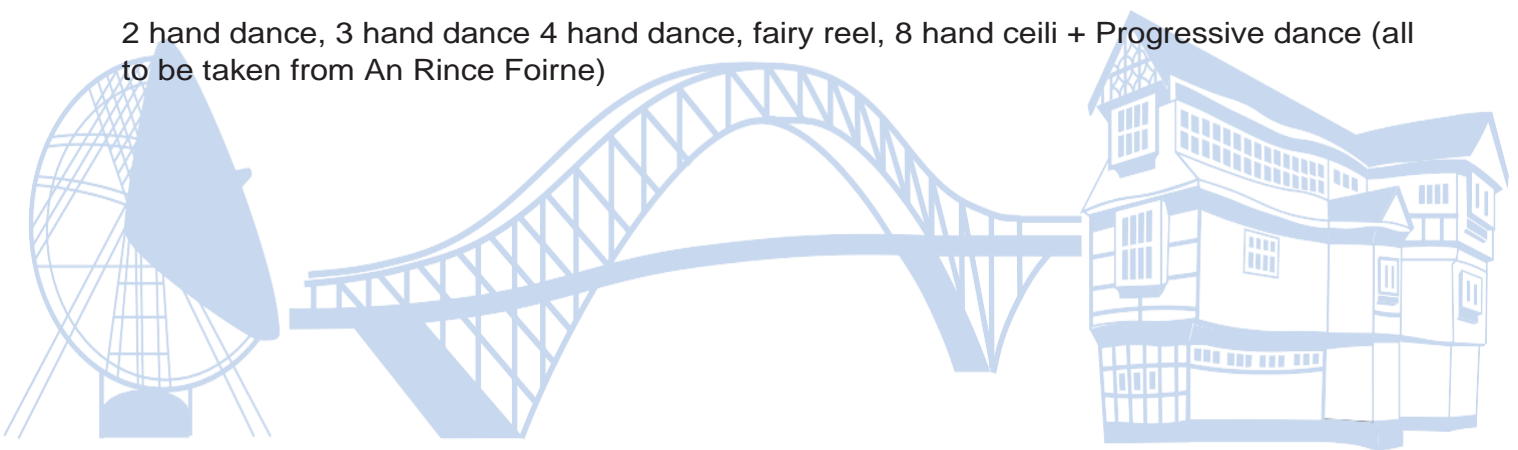 2 hand dance, 3 hand dance 4 hand dance, fairy reel, 8 hand ceili + Progressive dance (all
to be taken from An Rince Foirne)